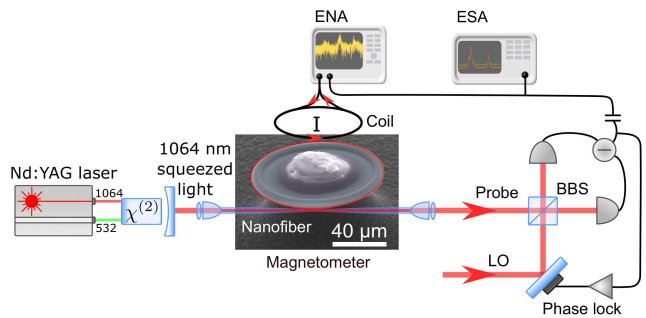 ENA
ESA
I
Coil
1064 nm
squeezed
light
Nd:YAG laser
1064
532
χ(2)
Nanofiber
40 µm
Magnetometer
Probe
BBS
LO
Phase lock